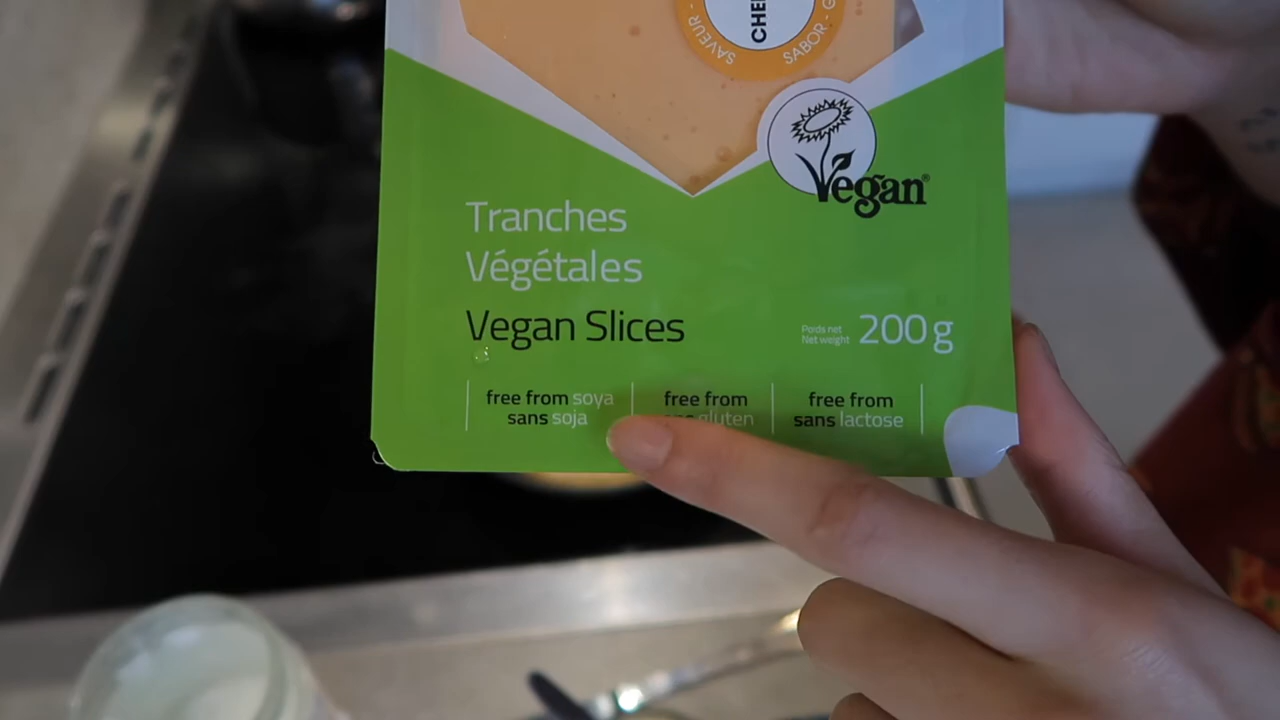 CHE
SAVEUR -
SABOR - G
Vegan®
Tranches
Végétales
Vegan Slices
Poids net
Net weight
200 g
free from soya
sans soja
free from
gluten
free from
sans lactose